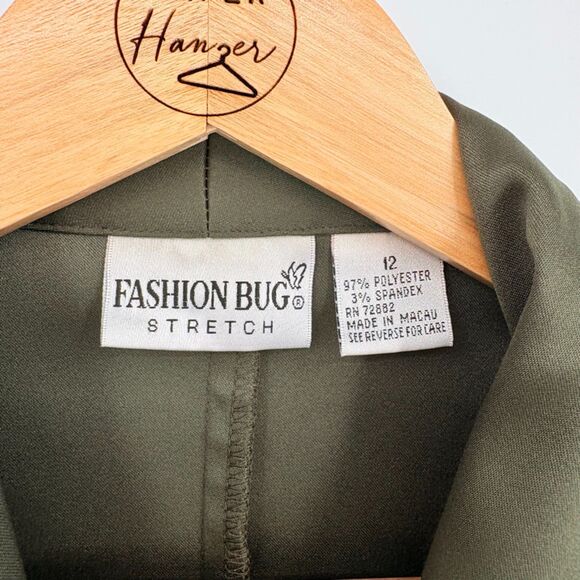 Hanger
FASHION BUG®
STRETCH
12
97% POLYESTER
3% SPANDEX
RN 72882
MADE IN MACAU
SEE REVERSE FOR CARE